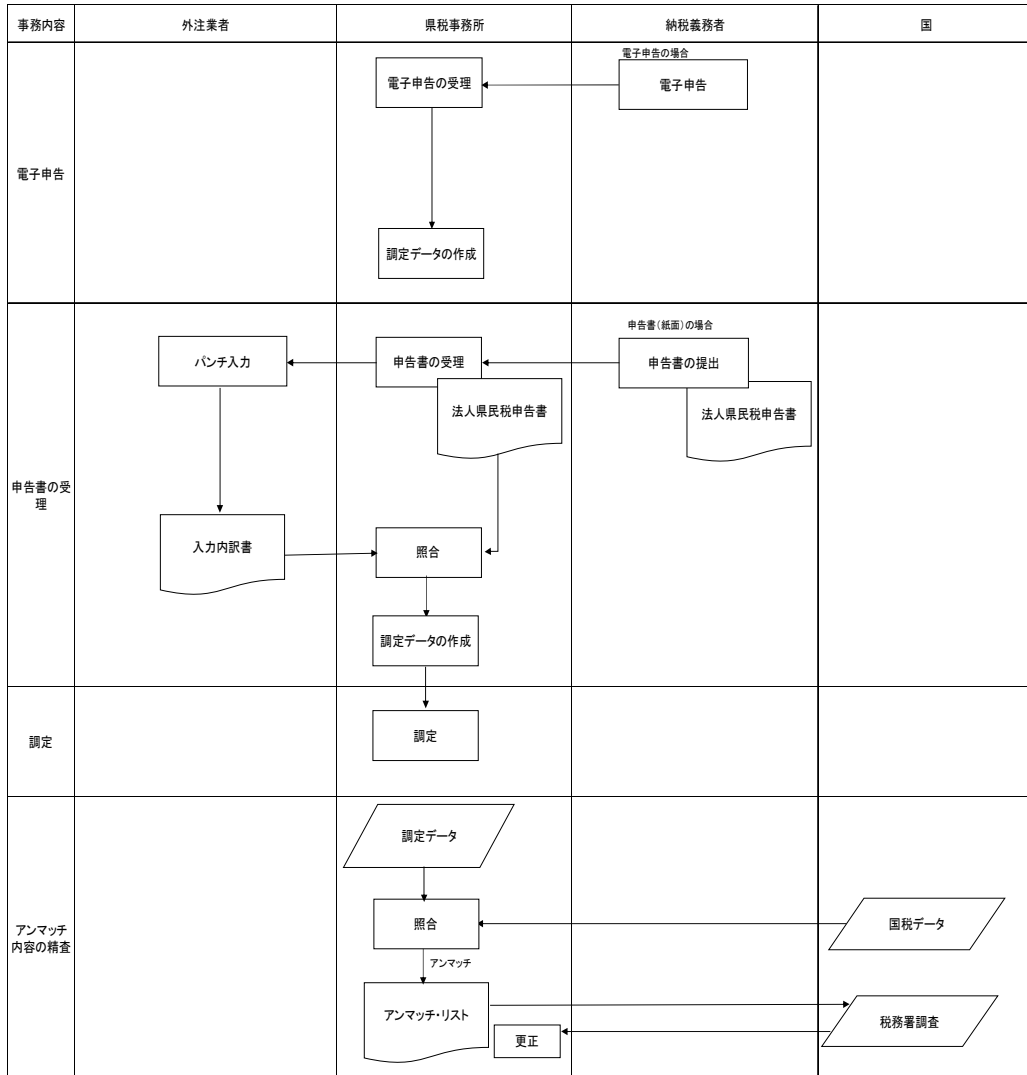 事務内容
外注業者
県税事務所
納税義務者
国
電子申告の場合
電子申告の受理
電子申告
電子申告
調定データの作成
申告書（紙面）の場合
パンチ入力
申告書の受理
申告書の提出
法人県民税申告書
法人県民税申告書
申告書の受
理
入力内訳書
照合
調定データの作成
調定
調定
調定データ
アンマッチ
内容の精査
照合
国税データ
アンマッチ
アンマッチ・リスト
税務署調査
更正